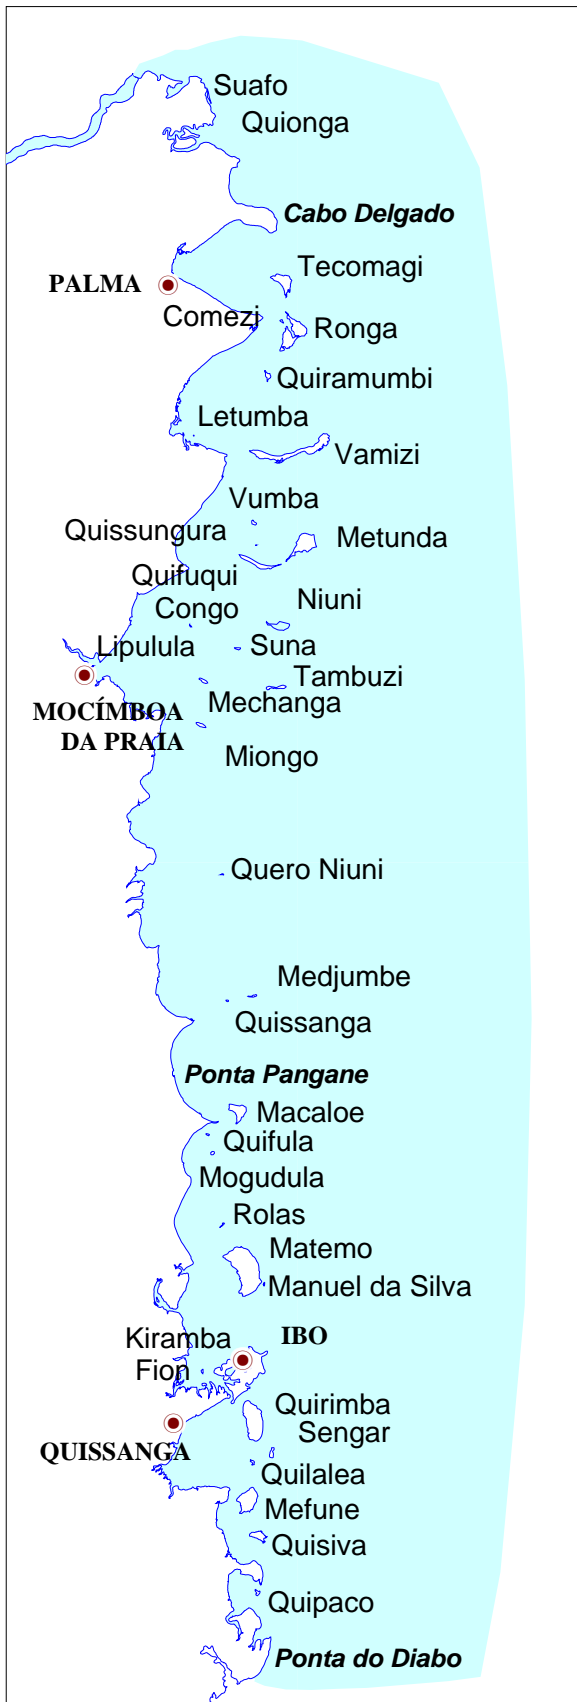 Suafo
Quionga
Cabo Delgado
Tecomagi
PALMA
Comezi
Ronga
Quiramumbi
Letumba
Vamizi
Vumba
Quissungura
Metunda
Quifuqui
Congo
Niuni
Lipulula
Suna
Tambuzi
Mechanga
MOCÍMBOA
DA PRAIA
Miongo
Quero Niuni
Medjumbe
Quissanga
Ponta Pangane
Macaloe
Quifula
Mogudula
Rolas
Matemo
Manuel da Silva
Kiramba
IBO
Fion
Quirimba
Sengar
QUISSANGA
Quilalea
Mefune
Quisiva
Quipaco
Ponta do Diabo